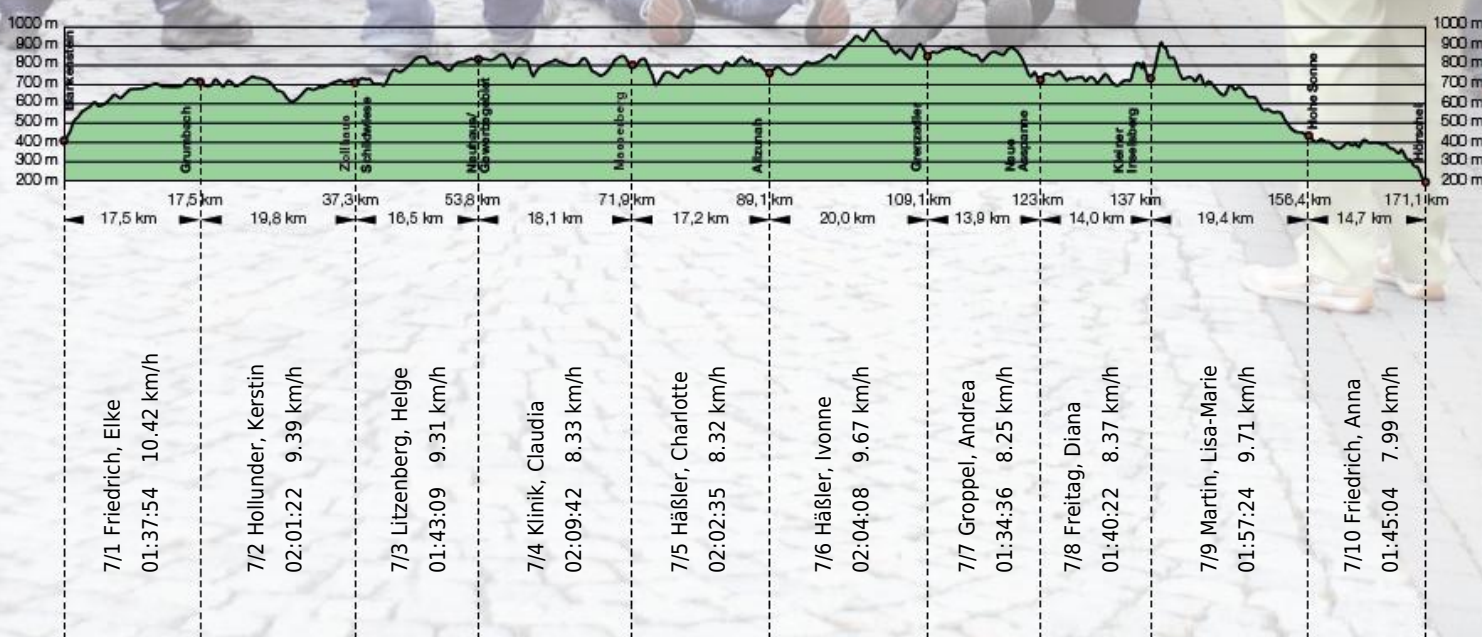 1000 m
900 m
800 m
700 m
600 m
500 m
400 m
300 m
200 m
1000 m
900 m
800 m
700 m
600 m
500 m
400 m
300 m
200 m
Blankenstein
Grumbach
Zollhaus
Schildwiese
Neuhaus/
Gewerbegebiet
Masserberg
Allzunah
Grenzadler
Neue
Ausspanne
Kleiner
Inselsberg
Hohe Sonne
Hörschel
17,5 km
37,3 km
53,8 km
71,9 km
89,1 km
109,1 km
123 km
137 km
156,4 km
171,1 km
17,5 km
19,8 km
16,5 km
18,1 km
17,2 km
20,0 km
13,9 km
14,0 km
19,4 km
14,7 km
7/1 Friedrich, Elke
01:37:54 10.42 km/h
7/2 Hollunder, Kerstin
02:01:22 9.39 km/h
7/3 Litzenberg, Helge
01:43:09 9.31 km/h
7/4 Klinik, Claudia
02:09:42 8.33 km/h
7/5 Häßler, Charlotte
02:02:35 8.32 km/h
7/6 Häßler, Ivonne
02:04:08 9.67 km/h
7/7 Groppel, Andrea
01:34:36 8.25 km/h
7/8 Freitag, Diana
01:40:22 8.37 km/h
7/9 Martin, Lisa-Marie
01:57:24 9.71 km/h
7/10 Friedrich, Anna
01:45:04 7.99 km/h